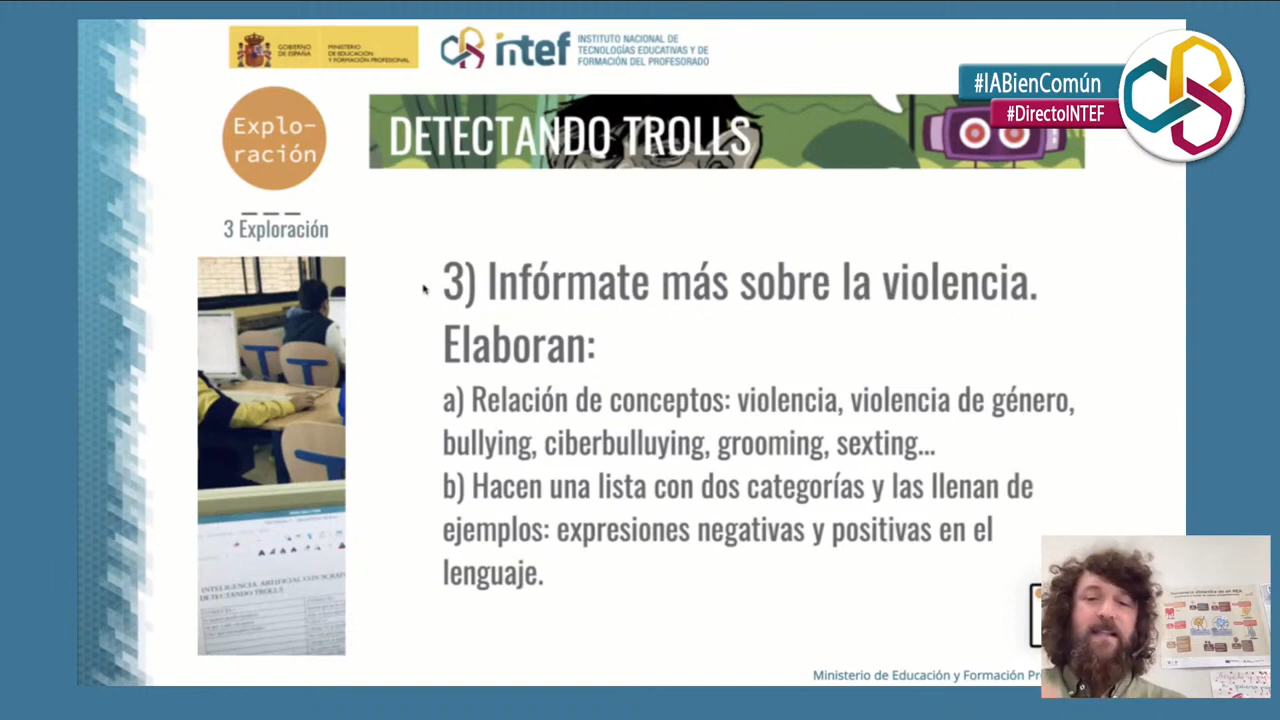 GOBIERNO
DE ESPAÑA
MINISTERIO
DE EDUCACIÓN
Y FORMACIÓN PROFESIONAL
intef
INSTITUTO NACIONAL DE
TECNOLOGÍAS EDUCATIVAS Y DE
FORMACIÓN DEL PROFESORADO
#IABienComún
#DirectoINTEF
Explo-
ración
DETECTANDO TROLLS
3 Exploración
3) Infórmate más sobre la violencia.
Elaboran:
a) Relación de conceptos: violencia, violencia de género,
bullying, ciberbulluying, grooming, sexting...
b) Hacen una lista con dos categorías y las llenan de
ejemplos: expresiones negativas y positivas en el
lenguaje.
INTELIGENCIA ARTIFICIAL CON SCRAT
DETECTANDO TROLLS
Ministerio de Educación y Formación Pr